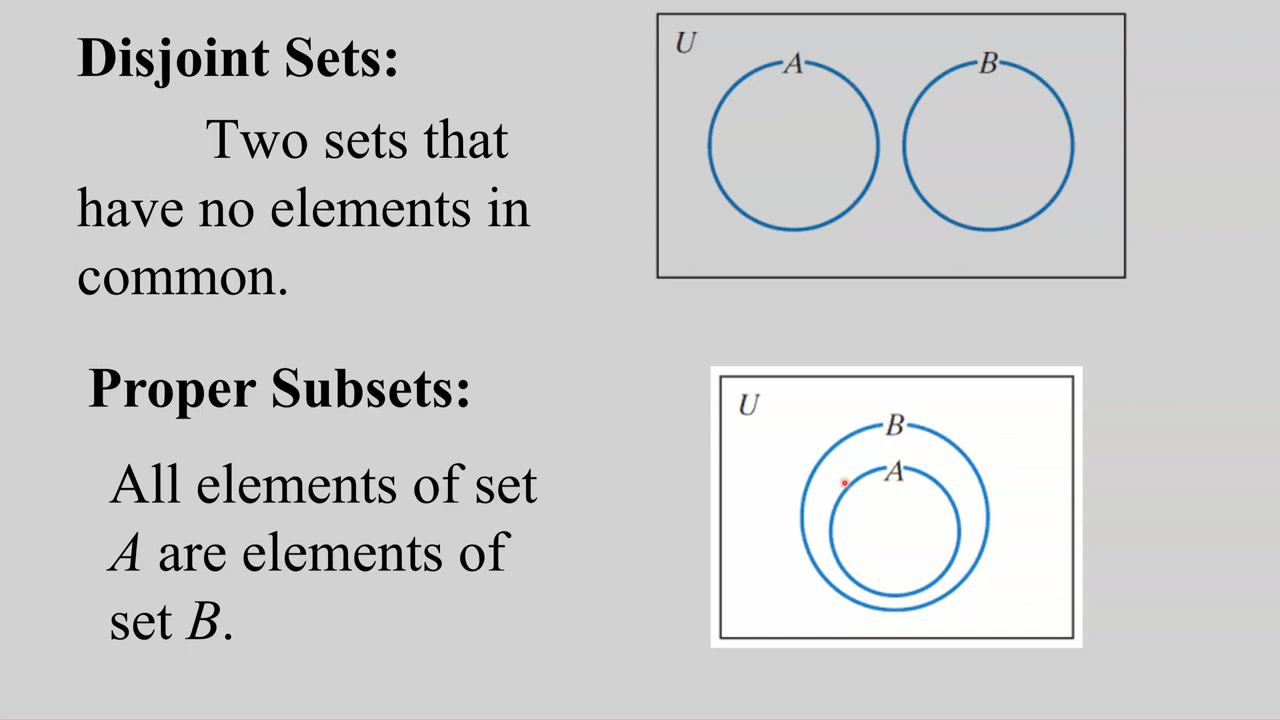 Disjoint Sets:
Two sets that
have no elements in
common.
U
A
B
Proper Subsets:
All elements of set
A are elements of
set B.
U
B
A